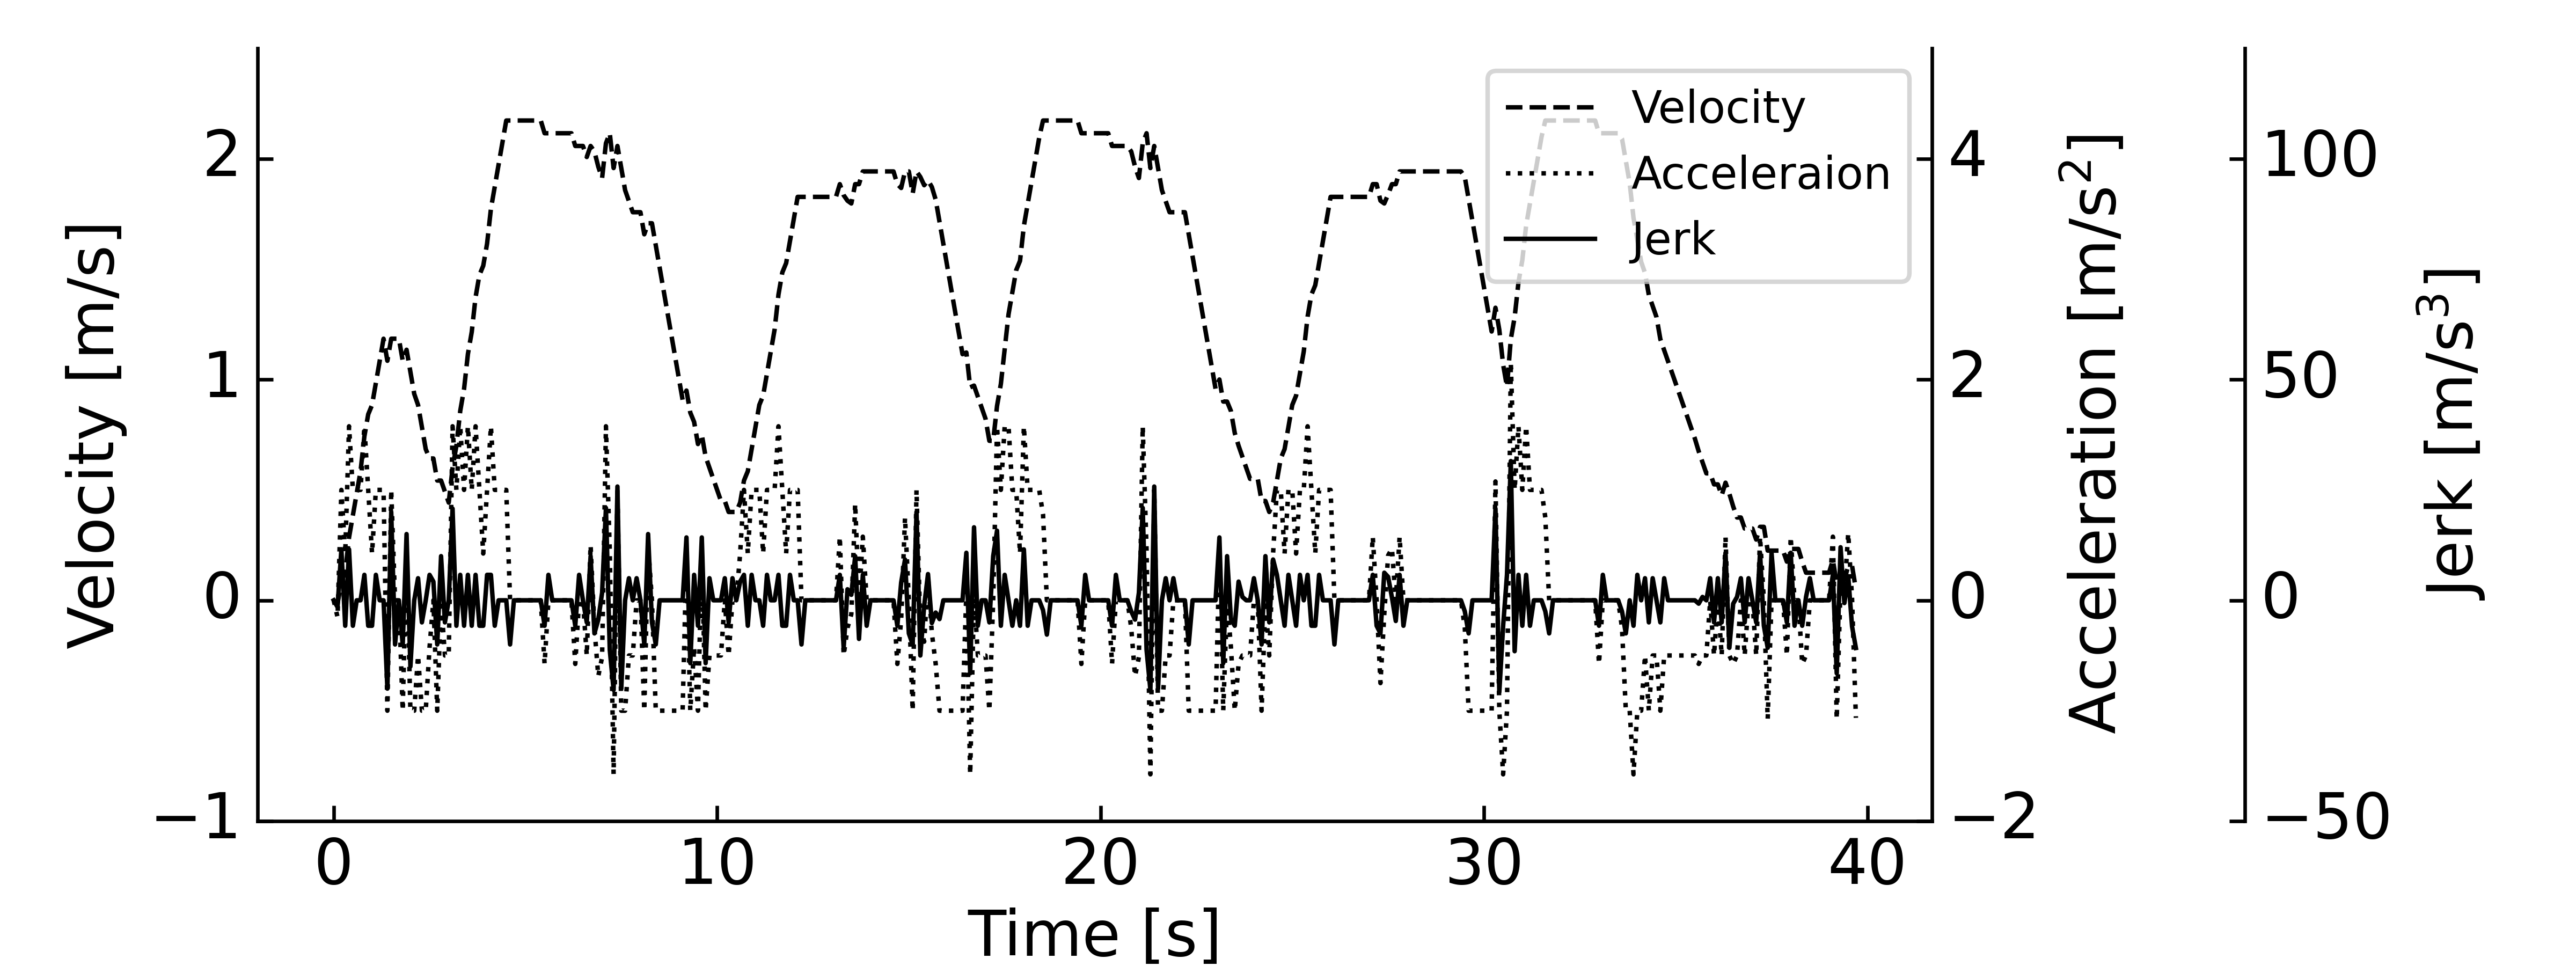 Velocity [m/s]
2
1
0
−1
0
10
20
30
40
Time [s]
Velocity
Acceleraion
Jerk
4
2
0
−2
Acceleration [m/s²]
100
50
0
−50
Jerk [m/s³]